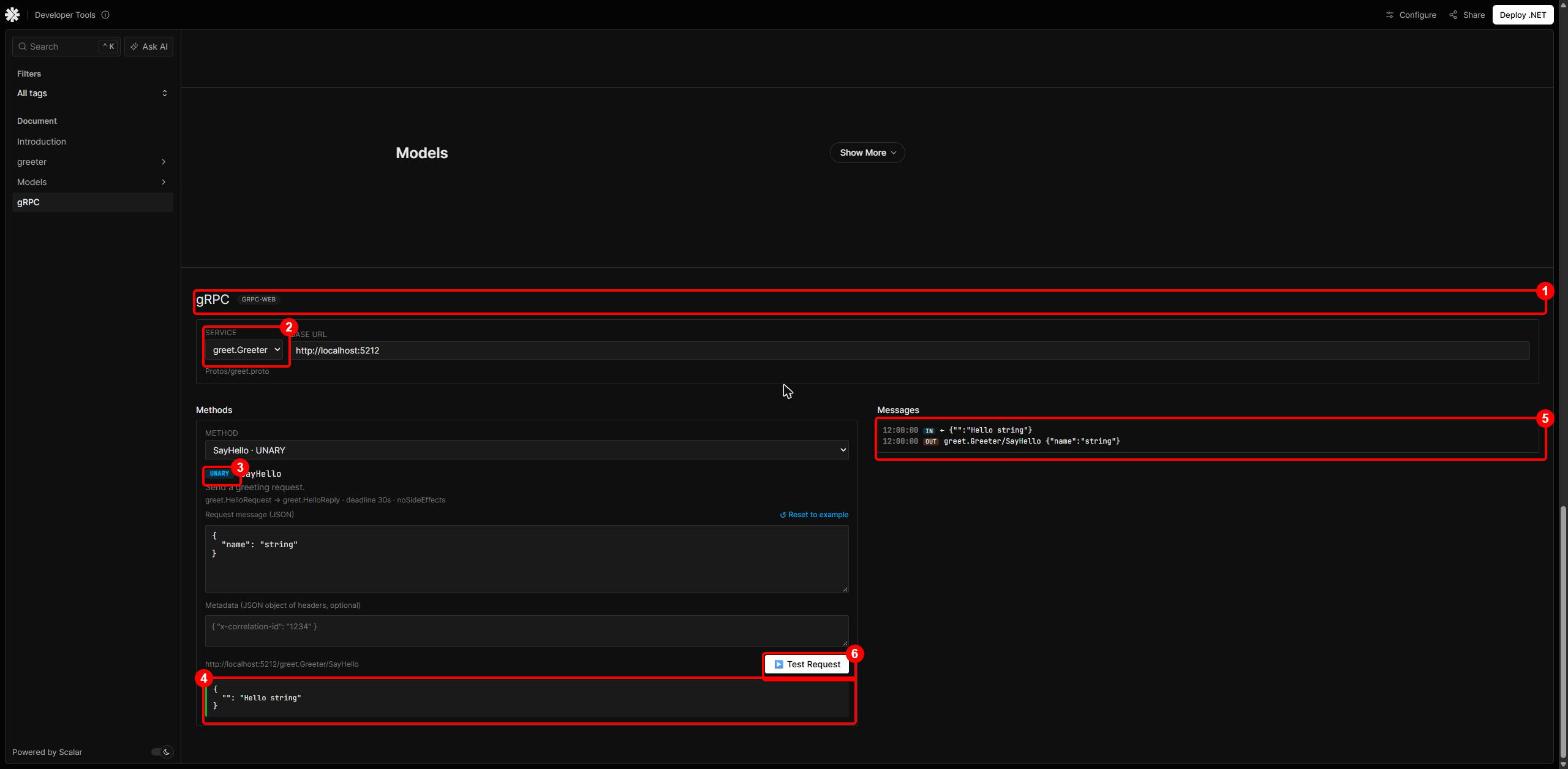 Developer Tools
Configure
Share
Deploy .NET
Search
^ K
Ask AI
Filters
All tags
Document
Introduction
greeter
Models
gRPC
Models
Show More
gRPC
GRPC-WEB
1
SERVICE
2
BASE URL
greet.Greeter
http://localhost:5212
Protos/greet.proto
Methods
METHOD
SayHello - UNARY
UNARY
3
SayHello
Send a greeting request.
greet.HelloRequest → greet.HelloReply · deadline 30s · noSideEffects
Request message (JSON)
↺ Reset to example
{
"name": "string"
}
Metadata (JSON object of headers, optional)
{ "x-correlation-id": "1234" }
http://localhost:5212/greet.Greeter/SayHello
Test Request
6
4
{
"": "Hello string"
}
Messages
5
12:00:00 IN ← {"":"Hello string"}
12:00:00 OUT greet.Greeter/SayHello {"name":"string"}
Powered by Scalar